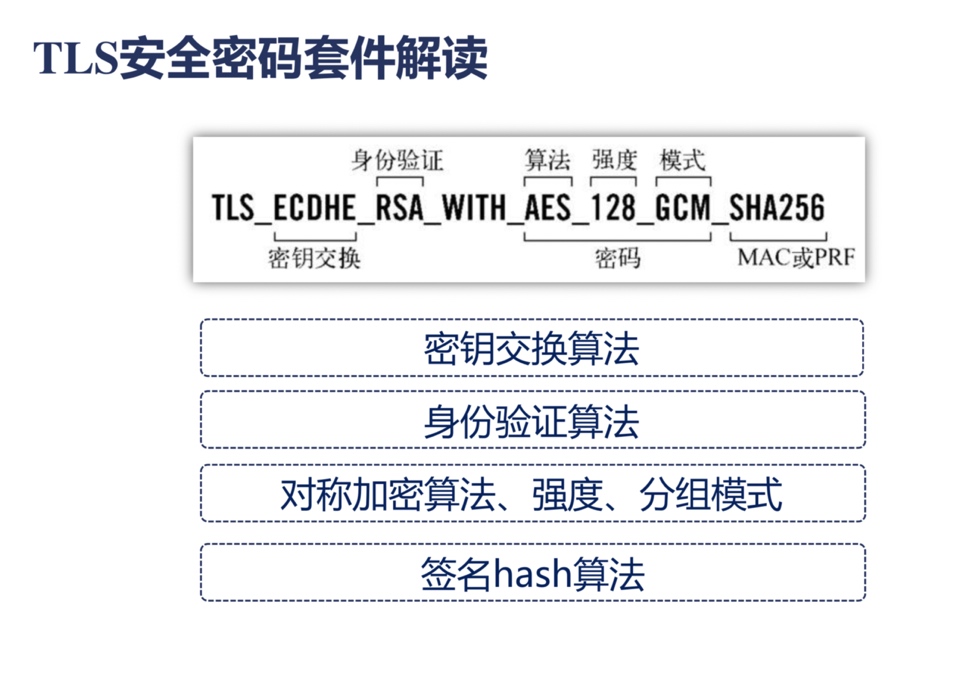 TLS安全密码套件解读
身份验证 算法 强度 模式
TLS_ECDHE_RSA_WITH_AES_128_GCM_SHA256
密钥交换 密码 MAC或PRF
密钥交换算法
身份验证算法
对称加密算法、强度、分组模式
签名hash算法